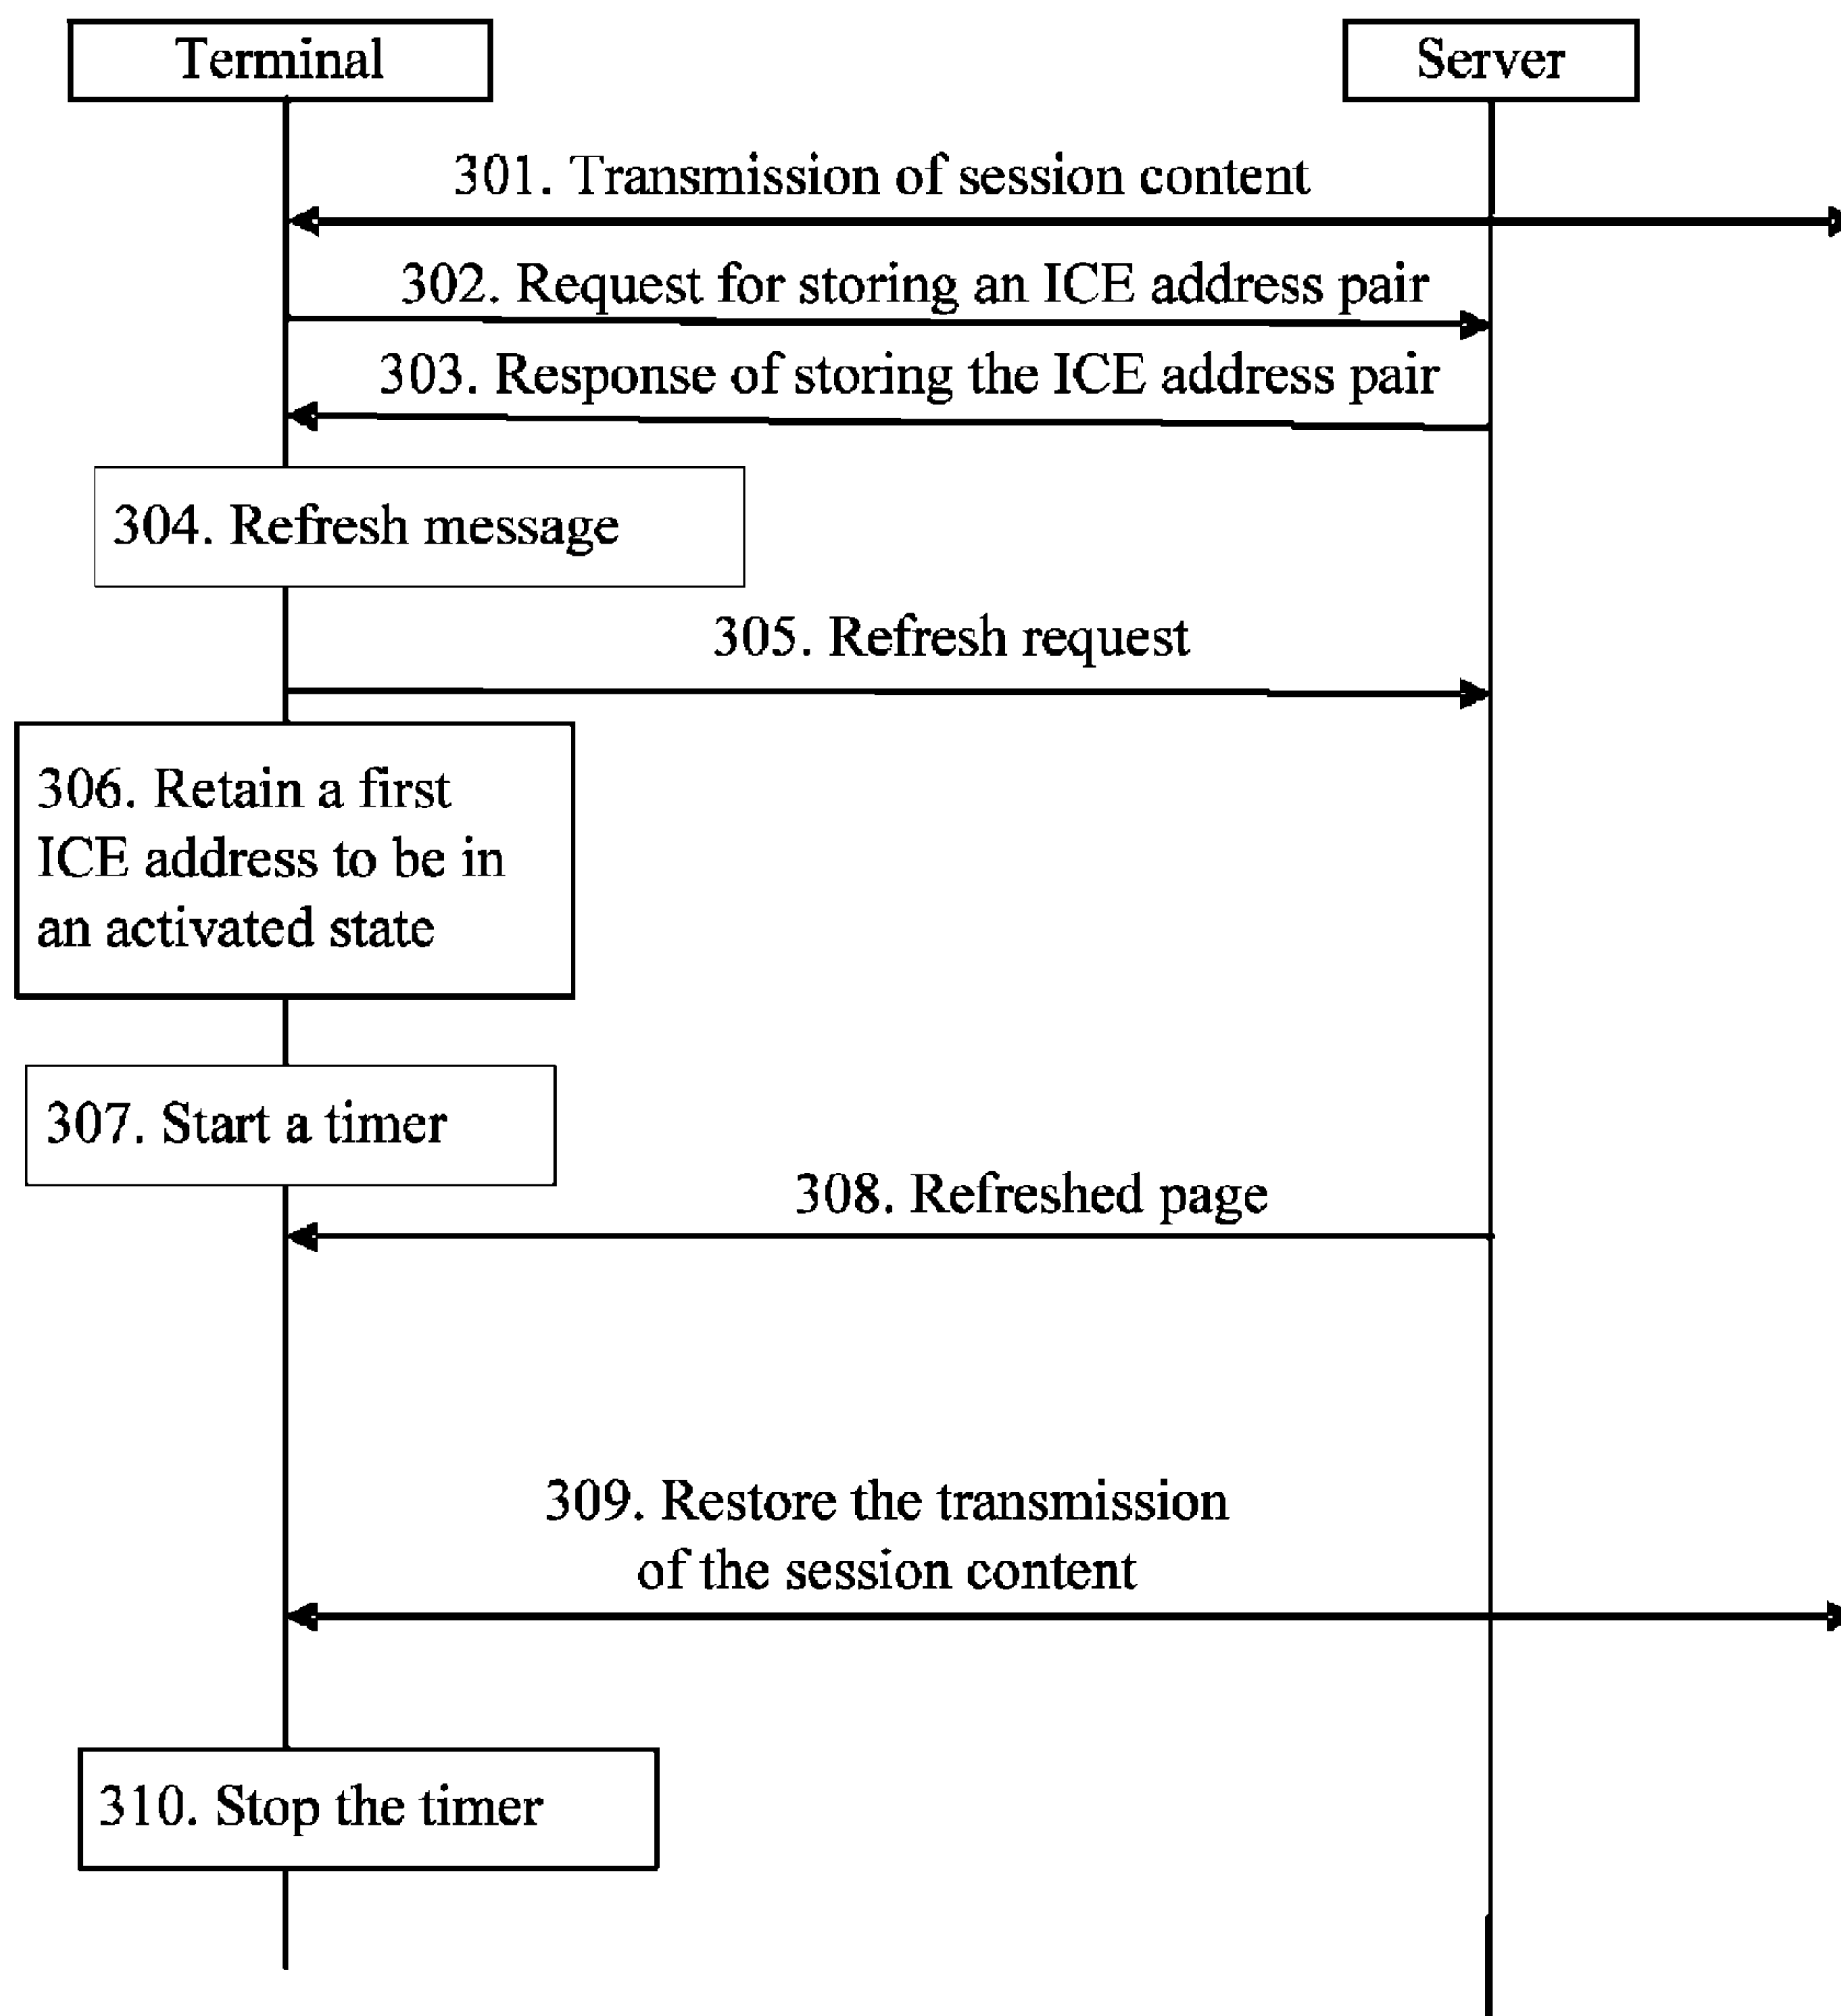 Terminal
Server
301. Transmission of session content
302. Request for storing an ICE address pair
303. Response of storing the ICE address pair
304. Refresh message
305. Refresh request
306. Retain a first
ICE address to be in
an activated state
307. Start a timer
308. Refreshed page
309. Restore the transmission
of the session content
310. Stop the timer